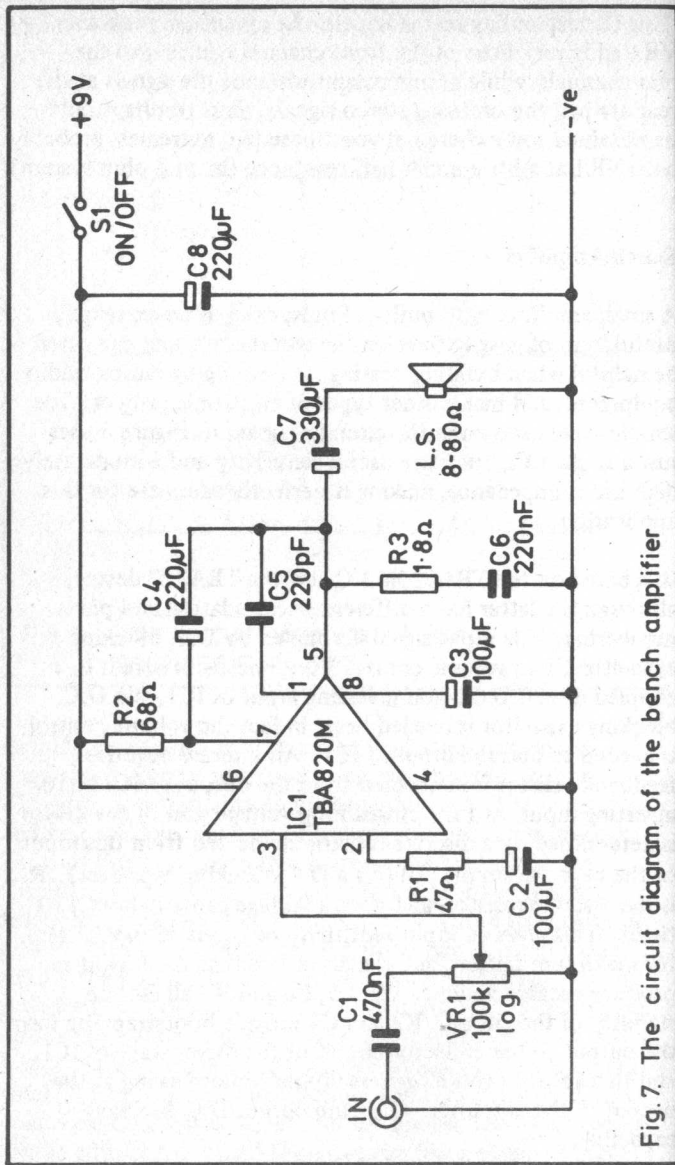 +9V
S1
ON/OFF
R2
68Ω
C4
220µF
C8
220µF
C5
220pF
C7
330µF
6
7
3
IC1
TBA820M
5
8
4
C1
470nF
IN
VR1
100k
log.
R1
47Ω
C2
100µF
C3
100µF
R3
1·8Ω
C6
220nF
L.S.
8-80Ω
-ve
Fig. 7 The circuit diagram of the bench amplifier